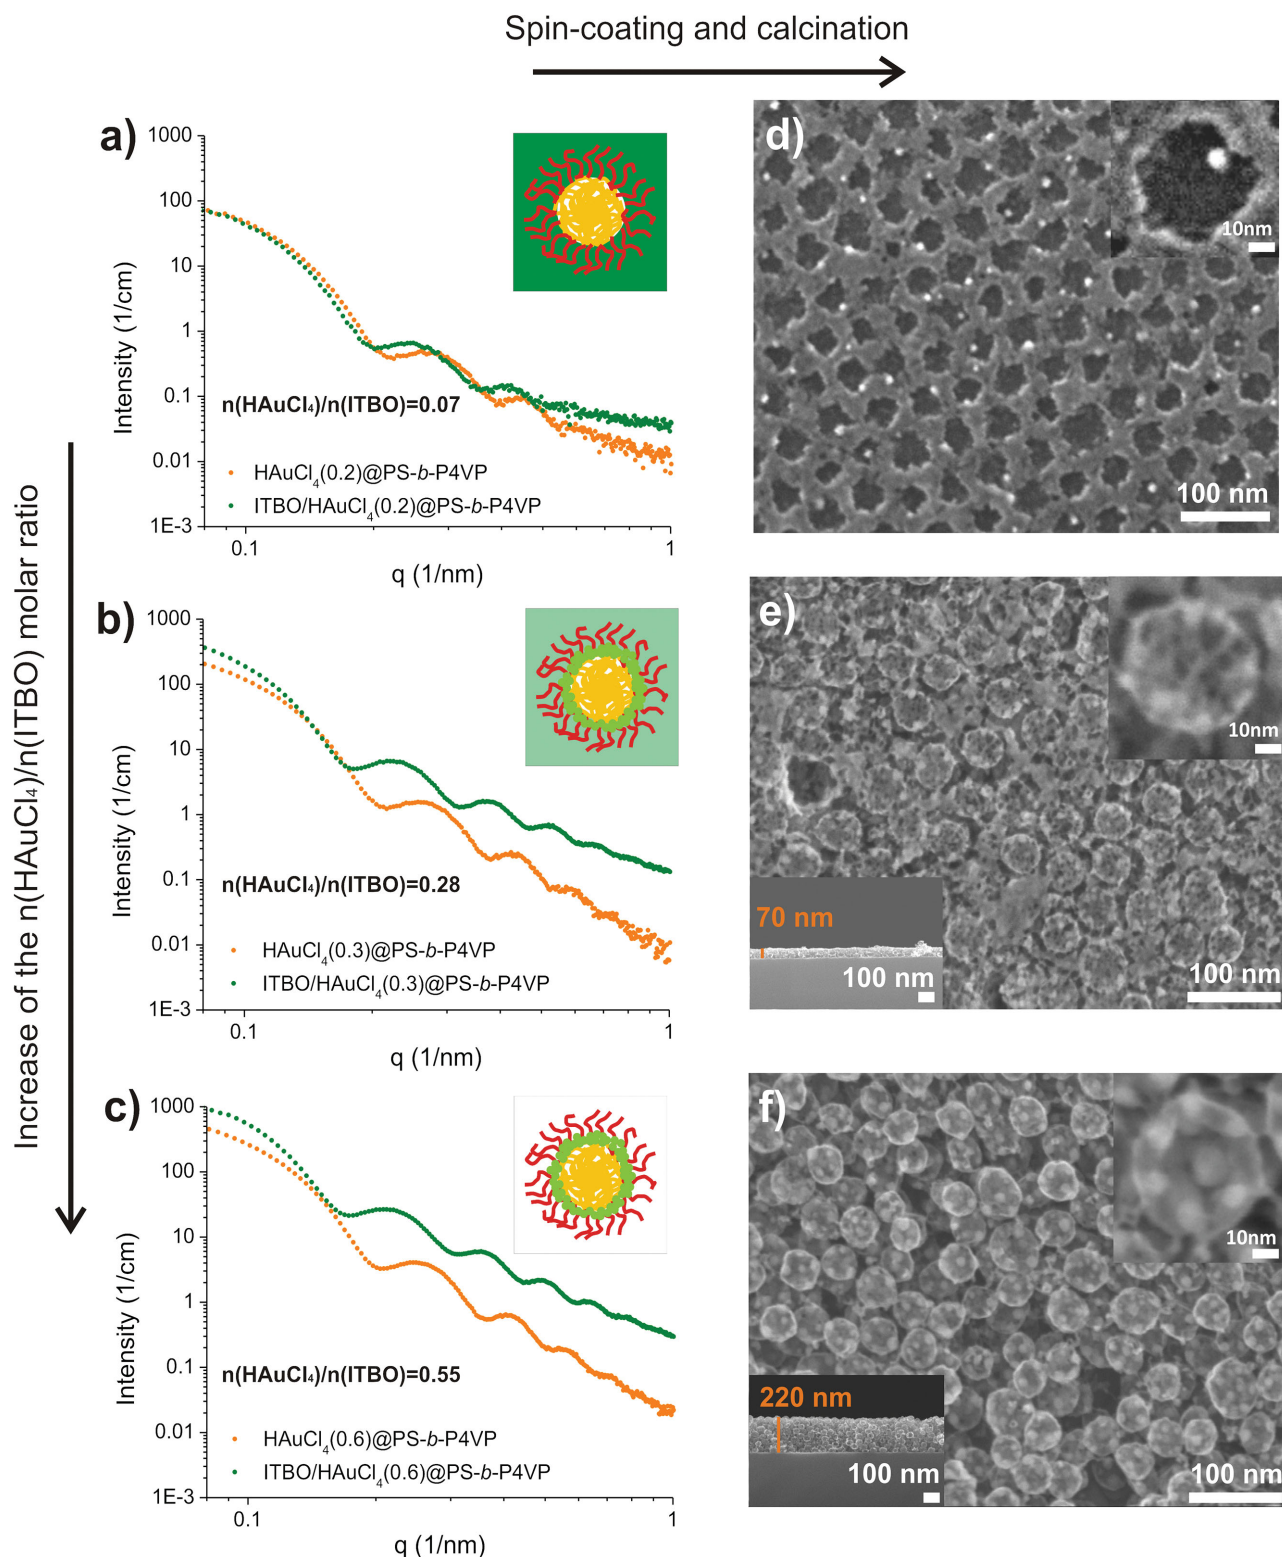 Spin-coating and calcination
Increase of the n(HAuCl₄)/n(ITBO) molar ratio
a)
1000
100
10
1
0.1
0.01
1E-3
Intensity (1/cm)
n(HAuCl₄)/n(ITBO)=0.07
HAuCl₄(0.2)@PS-b-P4VP
ITBO/HAuCl₄(0.2)@PS-b-P4VP
0.1
1
q (1/nm)
d)
10nm
100 nm
b)
1000
100
10
1
0.1
0.01
1E-3
Intensity (1/cm)
n(HAuCl₄)/n(ITBO)=0.28
HAuCl₄(0.3)@PS-b-P4VP
ITBO/HAuCl₄(0.3)@PS-b-P4VP
0.1
1
q (1/nm)
e)
10nm
70 nm
100 nm
100 nm
c)
1000
100
10
1
0.1
0.01
1E-3
Intensity (1/cm)
n(HAuCl₄)/n(ITBO)=0.55
HAuCl₄(0.6)@PS-b-P4VP
ITBO/HAuCl₄(0.6)@PS-b-P4VP
0.1
1
q (1/nm)
f)
10nm
220 nm
100 nm
100 nm